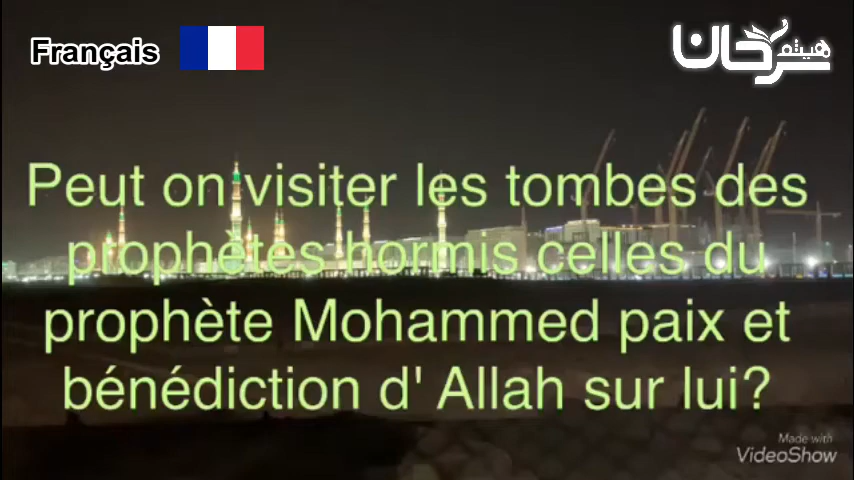 Français
هيثم
سرحان
Peut on visiter les tombes des
prophètes hormis celles du
prophète Mohammed paix et
bénédiction d' Allah sur lui?
Made with
VideoShow